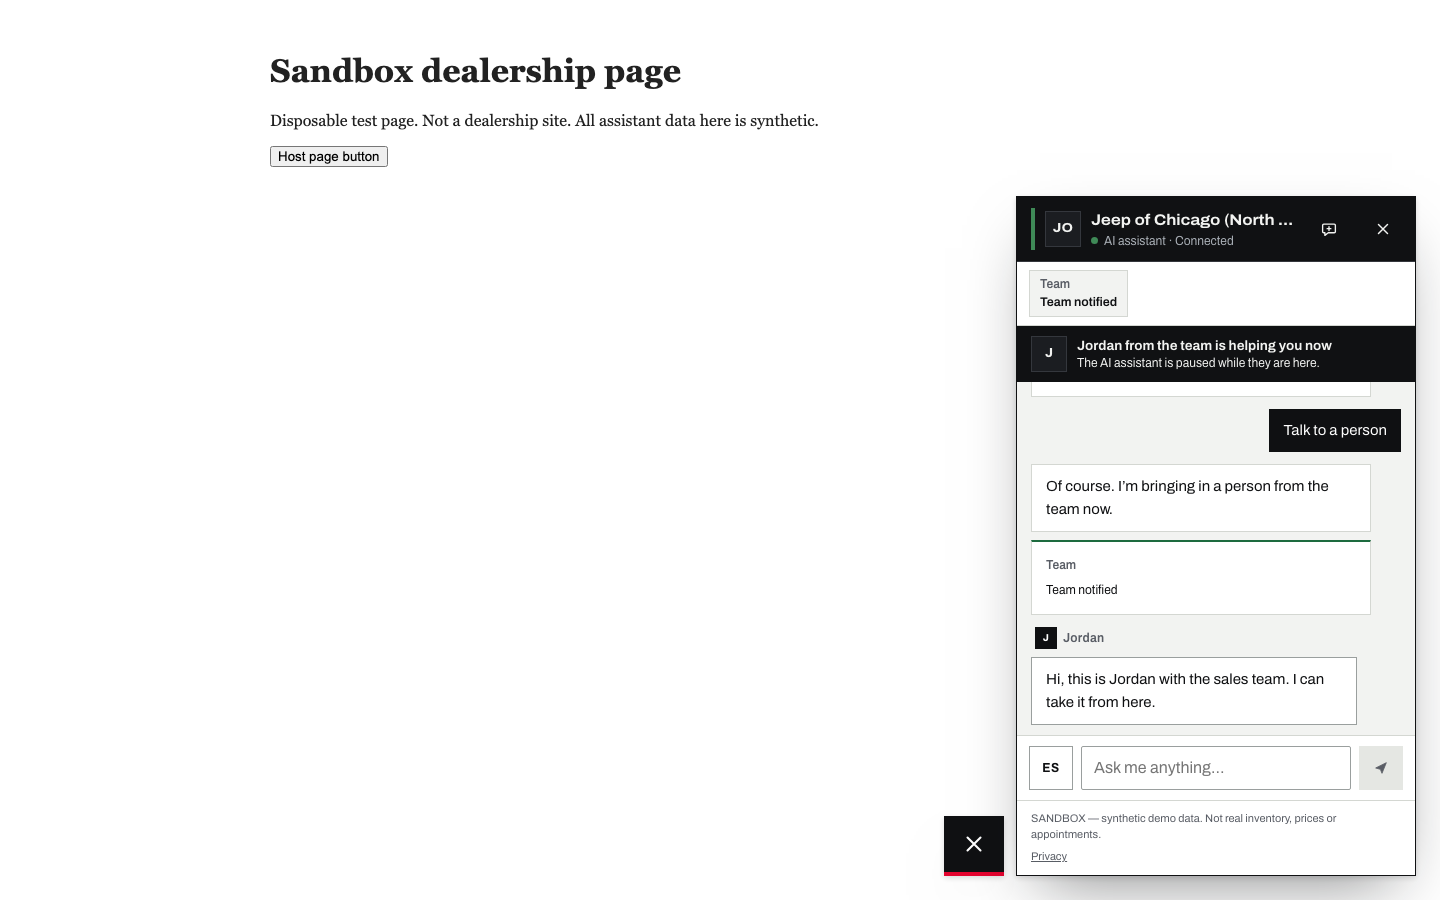 Sandbox dealership page
Disposable test page. Not a dealership site. All assistant data here is synthetic.
Host page button
JO
Jeep of Chicago (North ...
AI assistant · Connected
Team
Team notified
J
Jordan from the team is helping you now
The AI assistant is paused while they are here.
Talk to a person
Of course. I’m bringing in a person from the
team now.
Team
Team notified
J
Jordan
Hi, this is Jordan with the sales team. I can
take it from here.
ES
Ask me anything...
SANDBOX — synthetic demo data. Not real inventory, prices or
appointments.
Privacy